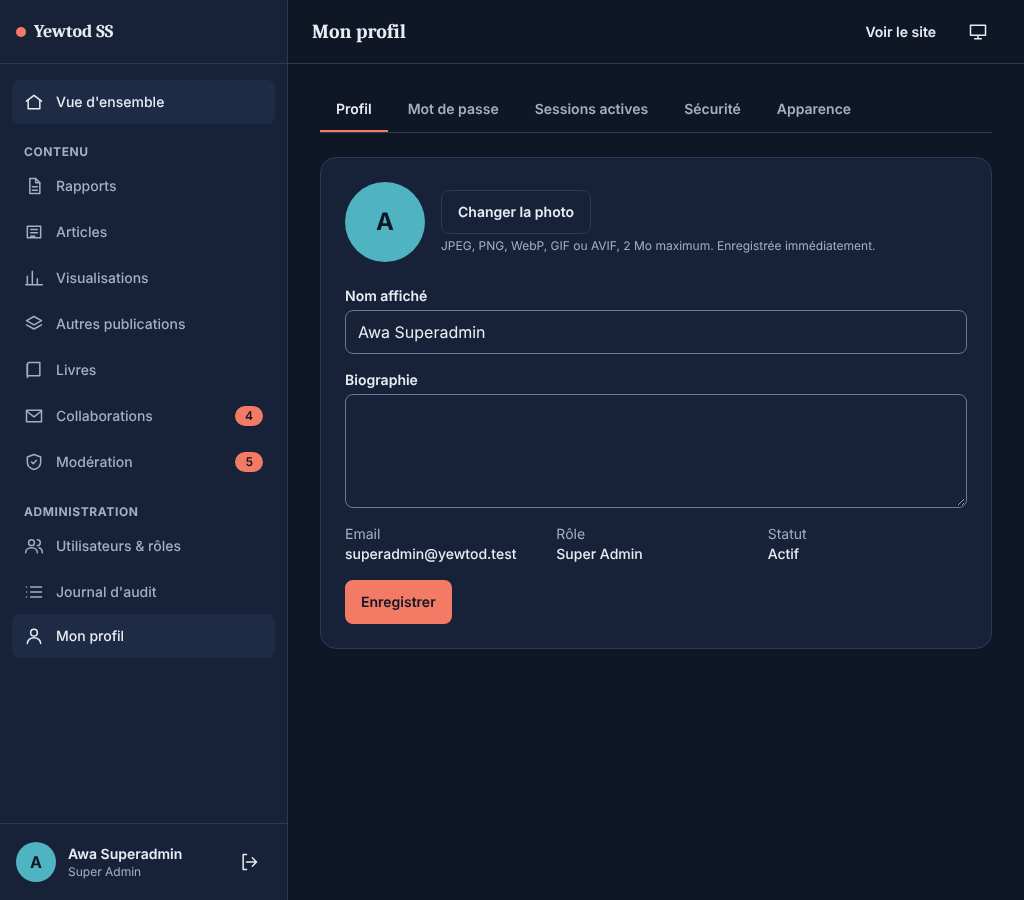 Yewtod SS
Vue d'ensemble
CONTENU
Rapports
Articles
Visualisations
Autres publications
Livres
Collaborations 4
Modération 5
ADMINISTRATION
Utilisateurs & rôles
Journal d'audit
Mon profil
A
Awa Superadmin
Super Admin
Mon profil
Voir le site
Profil Mot de passe Sessions actives Sécurité Apparence
A
Changer la photo
JPEG, PNG, WebP, GIF ou AVIF, 2 Mo maximum. Enregistrée immédiatement.
Nom affiché
Awa Superadmin
Biographie
Email Rôle Statut
superadmin@yewtod.test Super Admin Actif
Enregistrer